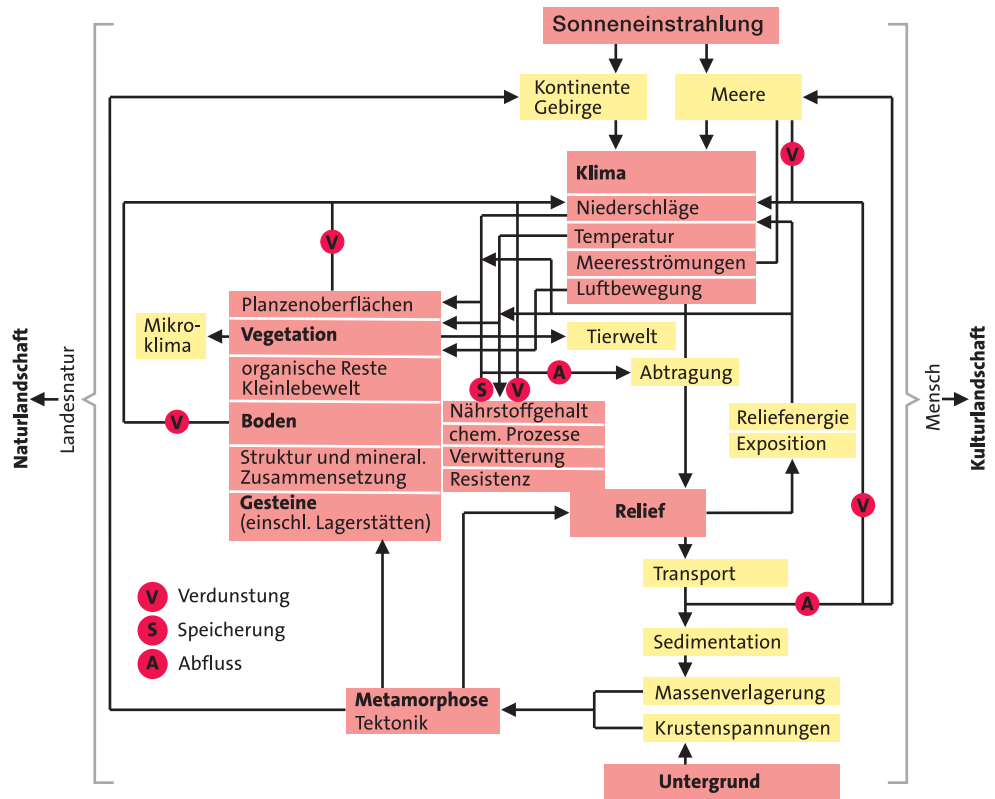 Sonneneinstrahlung
Kontinente
Gebirge
Meere
V
Klima
Niederschläge
Temperatur
Meeresströmungen
Luftbewegung
V
Planzenoberflächen
Mikro-
klima
Vegetation
Tierwelt
organische Reste
Kleinlebewelt
S
V
A
Abtragung
Boden
V
Nährstoffgehalt
chem. Prozesse
Verwitterung
Resistenz
Reliefenergie
Exposition
Struktur und mineral.
Zusammensetzung
Gesteine
(einschl. Lagerstätten)
Relief
V
Transport
A
Sedimentation
Massenverlagerung
Krustenspannungen
Metamorphose
Tektonik
Untergrund
V Verdunstung
S Speicherung
A Abfluss
Naturlandschaft
Landesnatur
Mensch
Kulturlandschaft